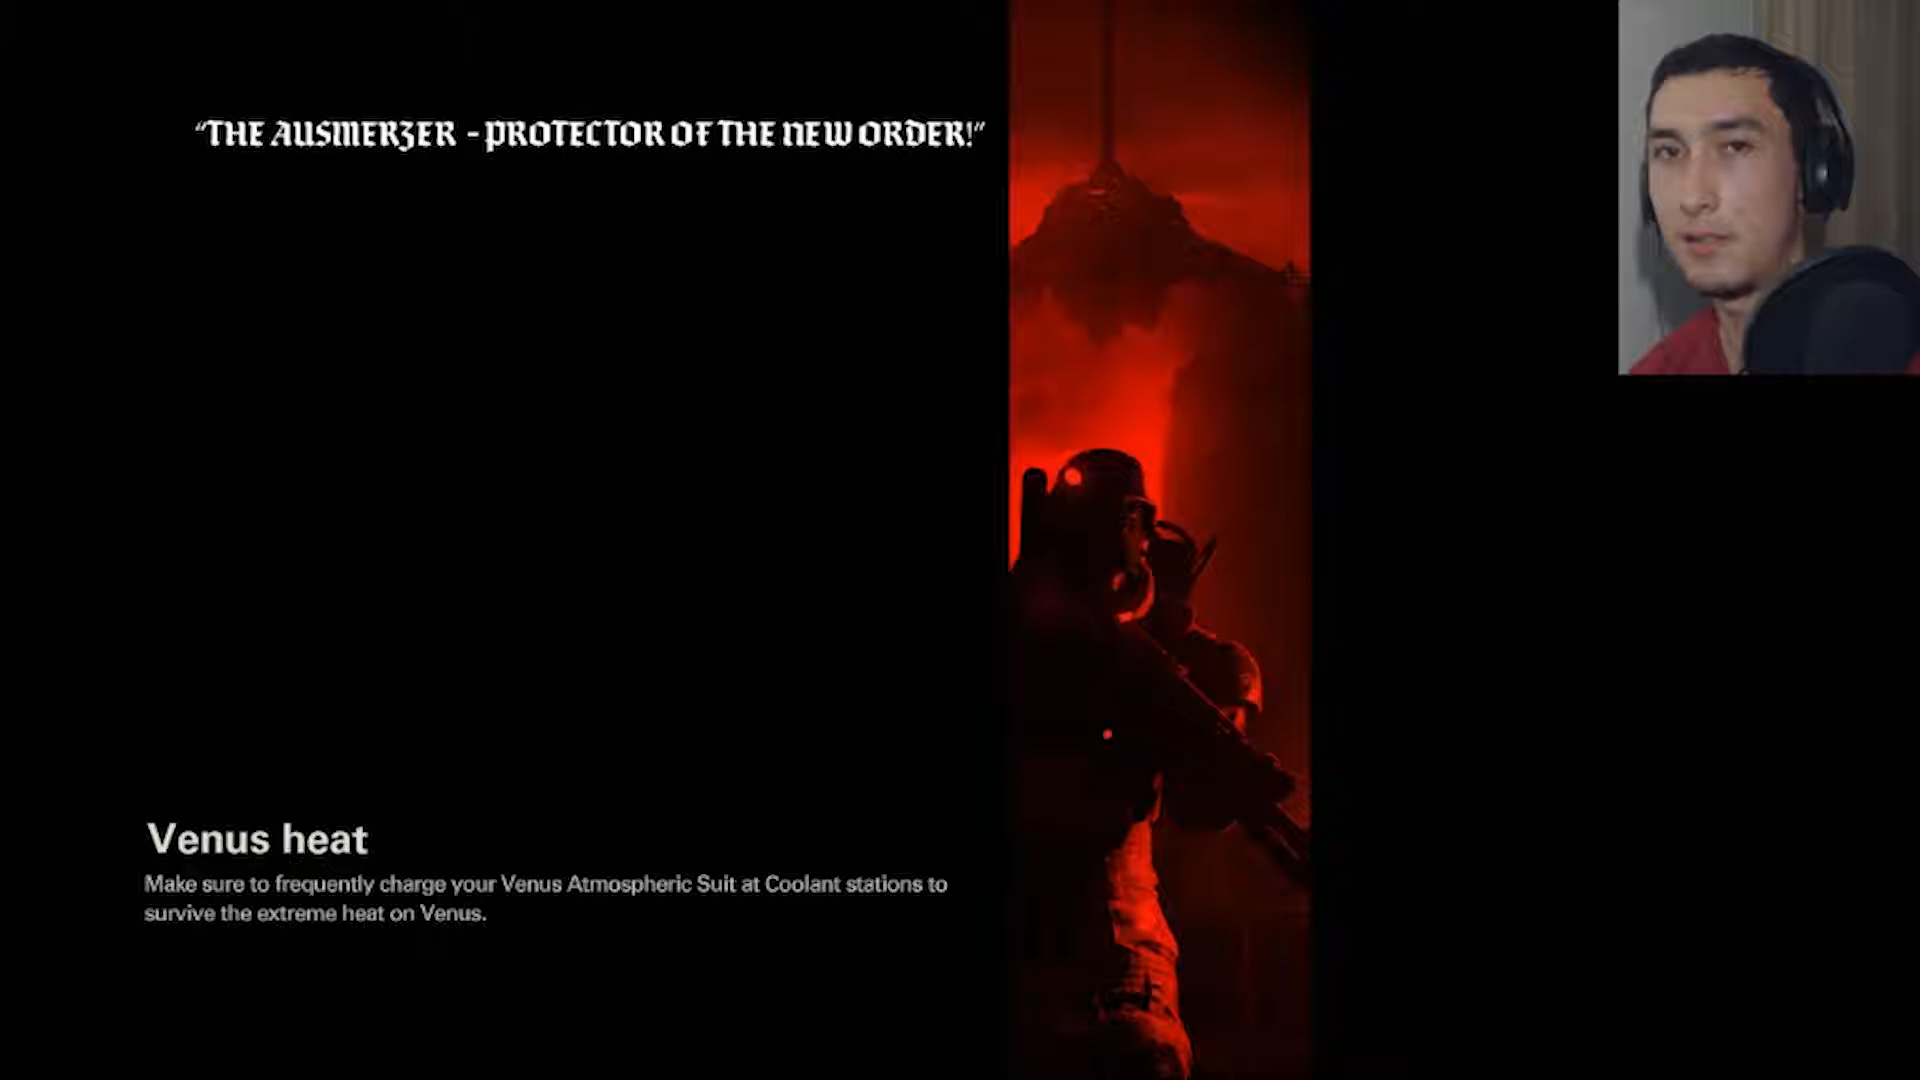 “THE AUSMERZER - PROTECTOR OF THE NEW ORDER!”
Venus heat
Make sure to frequently charge your Venus Atmospheric Suit at Coolant stations to
survive the extreme heat on Venus.